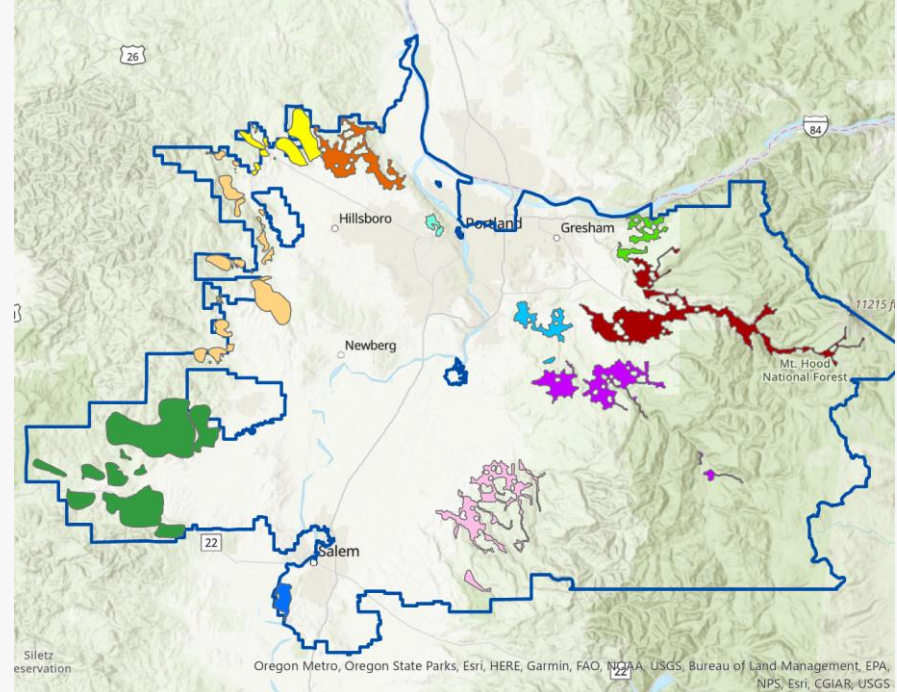 26
84
Hillsboro
Portland
Gresham
11215 f
Newberg
Mt. Hood
National Forest
22
Salem
Siletz
eservation
22
Oregon Metro, Oregon State Parks, Esri, HERE, Garmin, FAO, NOAA, USGS, Bureau of Land Management, EPA,
NPS, Esri, CGIAR, USGS